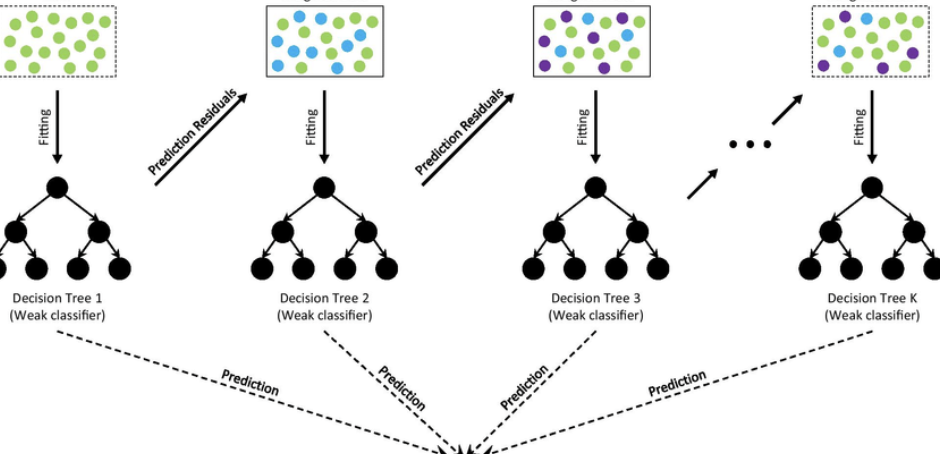 Fitting
Prediction Residuals
Fitting
Prediction Residuals
Fitting
...
Fitting
Decision Tree 1
(Weak classifier)
Decision Tree 2
(Weak classifier)
Decision Tree 3
(Weak classifier)
Decision Tree K
(Weak classifier)
Prediction
Prediction
Prediction
Prediction